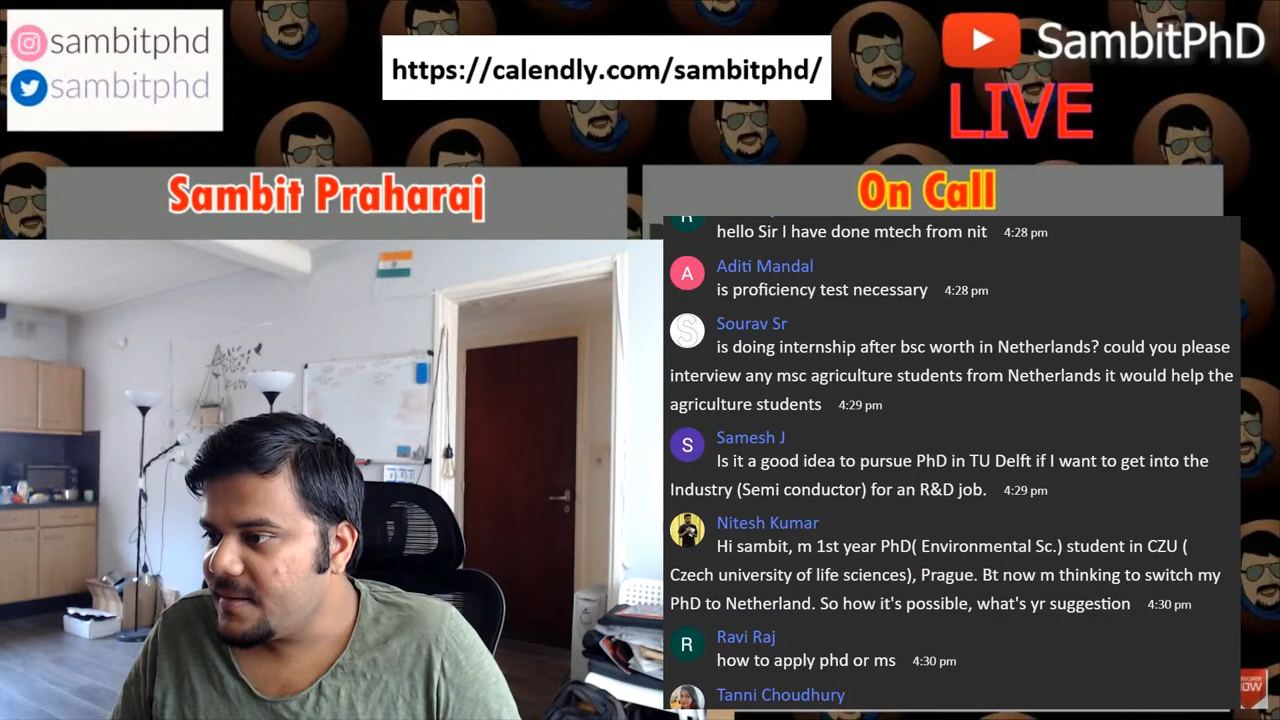 sambitphd
sambitphd
https://calendly.com/sambitphd/
SambitPhD
LIVE
Sambit Praharaj
On Call
hello Sir I have done mtech from nit 4:28 pm
A
Aditi Mandal
is proficiency test necessary 4:28 pm
S
Sourav Sr
is doing internship after bsc worth in Netherlands? could you please
interview any msc agriculture students from Netherlands it would help the
agriculture students 4:29 pm
S
Samesh J
Is it a good idea to pursue PhD in TU Delft if I want to get into the
Industry (Semi conductor) for an R&D job. 4:29 pm
Nitesh Kumar
Hi sambit, m 1st year PhD( Environmental Sc.) student in CZU (
Czech university of life sciences), Prague. Bt now m thinking to switch my
PhD to Netherland. So how it's possible, what's yr suggestion 4:30 pm
R
Ravi Raj
how to apply phd or ms 4:30 pm
Tanni Choudhury